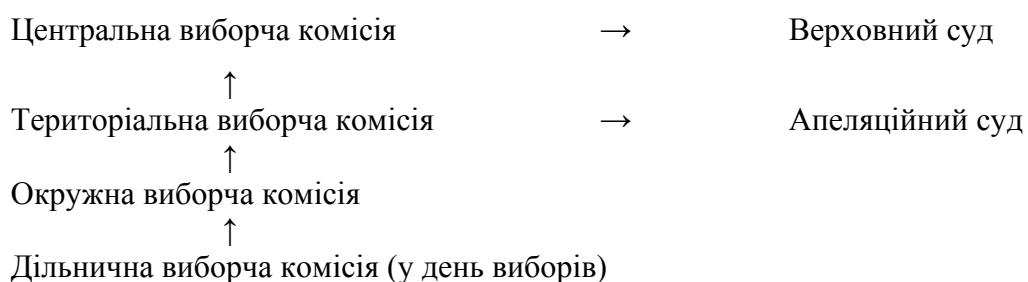 Центральна виборча комісія → Верховний суд
↑
Територіальна виборча комісія → Апеляційний суд
↑
Окружна виборча комісія
↑
Дільнична виборча комісія (у день виборів)